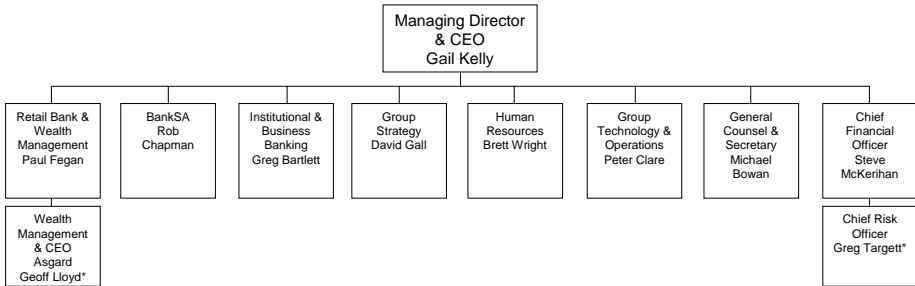 Managing Director
& CEO
Gail Kelly
Retail Bank &
Wealth
Management
Paul Fegan
BankSA
Rob
Chapman
Institutional &
Business
Banking
Greg Bartlett
Group
Strategy
David Gall
Human
Resources
Brett Wright
Group
Technology &
Operations
Peter Clare
General
Counsel &
Secretary
Michael
Bowan
Chief
Financial
Officer
Steve
McKerihan
Wealth
Management
& CEO
Asgard
Geoff Lloyd*
Chief Risk
Officer
Greg Targett*